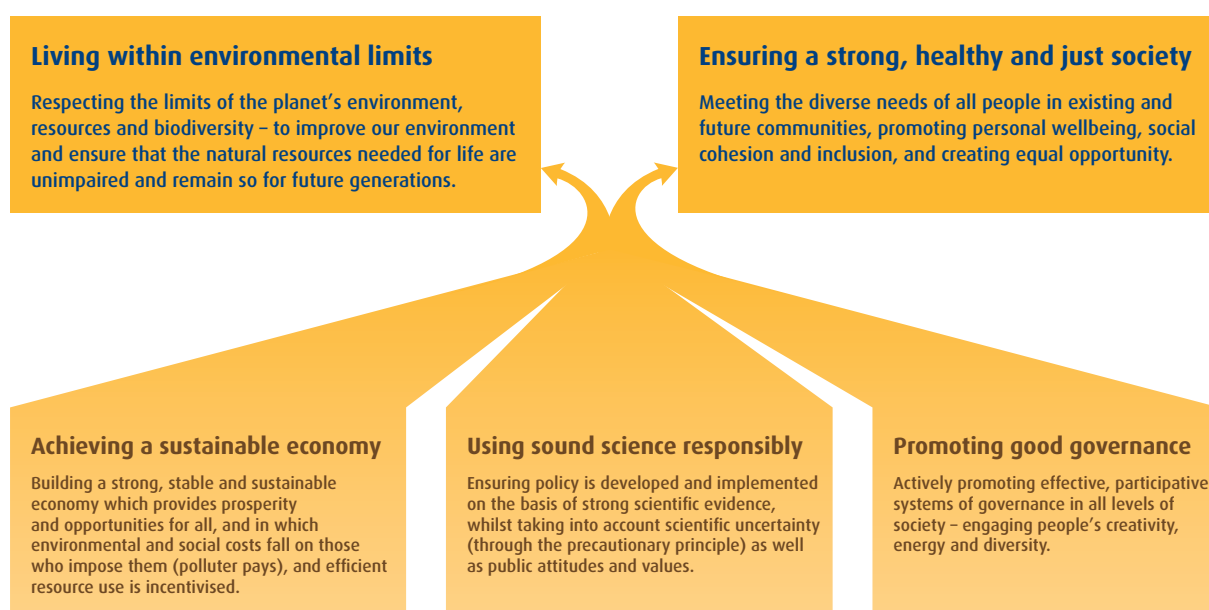 Living within environmental limits
Respecting the limits of the planet's environment,
resources and biodiversity – to improve our environment
and ensure that the natural resources needed for life are
unimpaired and remain so for future generations.
Ensuring a strong, healthy and just society
Meeting the diverse needs of all people in existing and
future communities, promoting personal wellbeing, social
cohesion and inclusion, and creating equal opportunity.
Achieving a sustainable economy
Building a strong, stable and sustainable
economy which provides prosperity
and opportunities for all, and in which
environmental and social costs fall on those
who impose them (polluter pays), and efficient
resource use is incentivised.
Using sound science responsibly
Ensuring policy is developed and implemented
on the basis of strong scientific evidence,
whilst taking into account scientific uncertainty
(through the precautionary principle) as well
as public attitudes and values.
Promoting good governance
Actively promoting effective, participative
systems of governance in all levels of
society – engaging people's creativity,
energy and diversity.